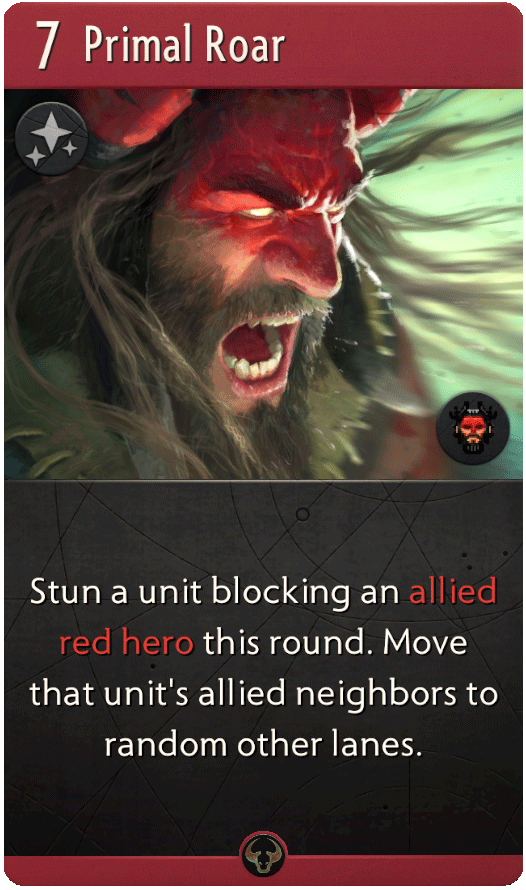 7 Primal Roar
Stun a unit blocking an allied
red hero this round. Move
that unit's allied neighbors to
random other lanes.